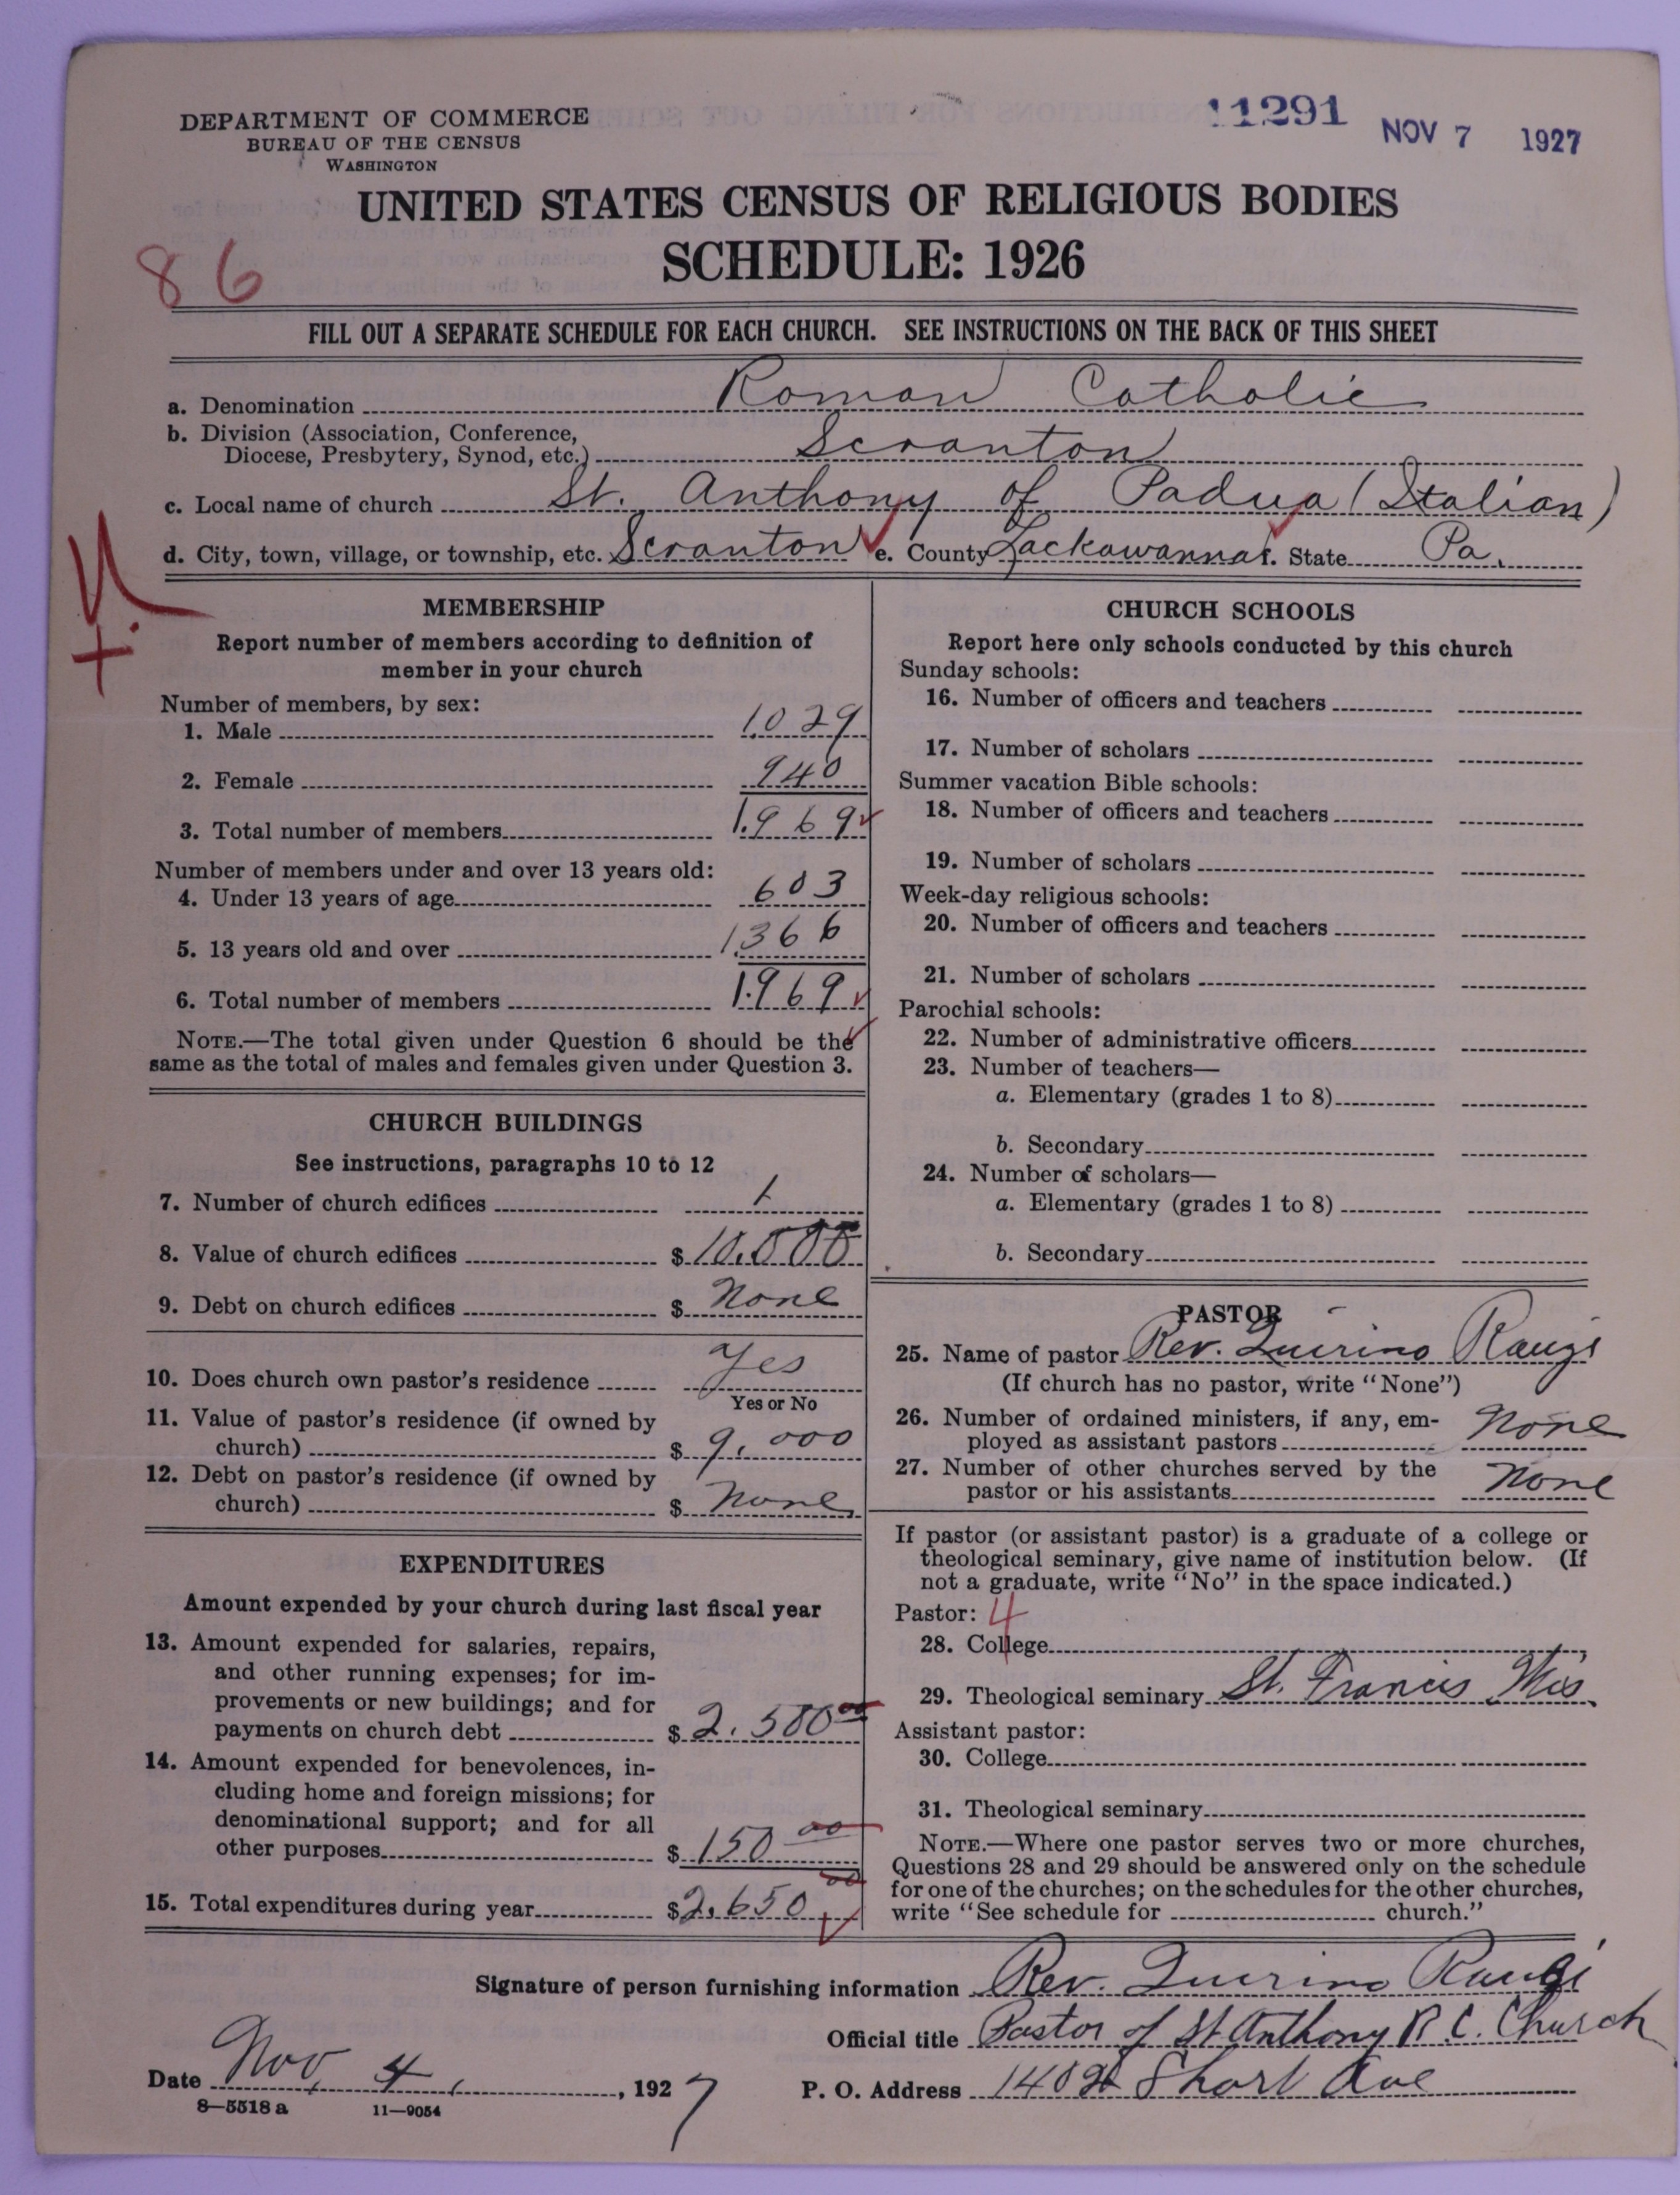 DEPARTMENT OF COMMERCE
BUREAU OF THE CENSUS
WASHINGTON
11291
NOV 7 1927
UNITED STATES CENSUS OF RELIGIOUS BODIES
SCHEDULE: 1926
86
FILL OUT A SEPARATE SCHEDULE FOR EACH CHURCH. SEE INSTRUCTIONS ON THE BACK OF THIS SHEET
a. Denomination Roman Catholic
b. Division (Association, Conference,
Diocese, Presbytery, Synod, etc.) Scranton
c. Local name of church St. Anthony of Padua (Italian)
d. City, town, village, or township, etc. Scranton e. County Lackawanna f. State Pa.
MEMBERSHIP
Report number of members according to definition of
member in your church
Number of members, by sex:
1. Male 1029
2. Female 940
3. Total number of members 1.969
Number of members under and over 13 years old:
4. Under 13 years of age 603
5. 13 years old and over 1366
6. Total number of members 1.969
NOTE.—The total given under Question 6 should be the
same as the total of males and females given under Question 3.
CHURCH BUILDINGS
See instructions, paragraphs 10 to 12
7. Number of church edifices 1
8. Value of church edifices $ 10.000
9. Debt on church edifices $ None
10. Does church own pastor's residence Yes
Yes or No
11. Value of pastor's residence (if owned by
church) $ 9.000
12. Debt on pastor's residence (if owned by
church) $ None
EXPENDITURES
Amount expended by your church during last fiscal year
13. Amount expended for salaries, repairs,
and other running expenses; for im-
provements or new buildings; and for
payments on church debt $ 2.500 00
14. Amount expended for benevolences, in-
cluding home and foreign missions; for
denominational support; and for all
other purposes $ 150 00
15. Total expenditures during year $ 2.650 00
CHURCH SCHOOLS
Report here only schools conducted by this church
Sunday schools:
16. Number of officers and teachers
17. Number of scholars
Summer vacation Bible schools:
18. Number of officers and teachers
19. Number of scholars
Week-day religious schools:
20. Number of officers and teachers
21. Number of scholars
Parochial schools:
22. Number of administrative officers
23. Number of teachers—
a. Elementary (grades 1 to 8)
b. Secondary
24. Number of scholars—
a. Elementary (grades 1 to 8)
b. Secondary
PASTOR
25. Name of pastor Rev. Quirino
(If church has no pastor, write "None")
26. Number of ordained ministers, if any, em-
ployed as assistant pastors None
27. Number of other churches served by the
pastor or his assistants None
If pastor (or assistant pastor) is a graduate of a college or
theological seminary, give name of institution below. (If
not a graduate, write "No" in the space indicated.)
Pastor: 4
28. College
29. Theological seminary St. Francis Wis.
Assistant pastor:
30. College
31. Theological seminary
NOTE.—Where one pastor serves two or more churches,
Questions 28 and 29 should be answered only on the schedule
for one of the churches; on the schedules for the other churches,
write "See schedule for church."
Signature of person furnishing information Rev. Quirino
Official title Pastor of St Anthony R. C. Church
Date Nov. 4, 1927
P. O. Address Short Ave
8—5518 a 11—9054